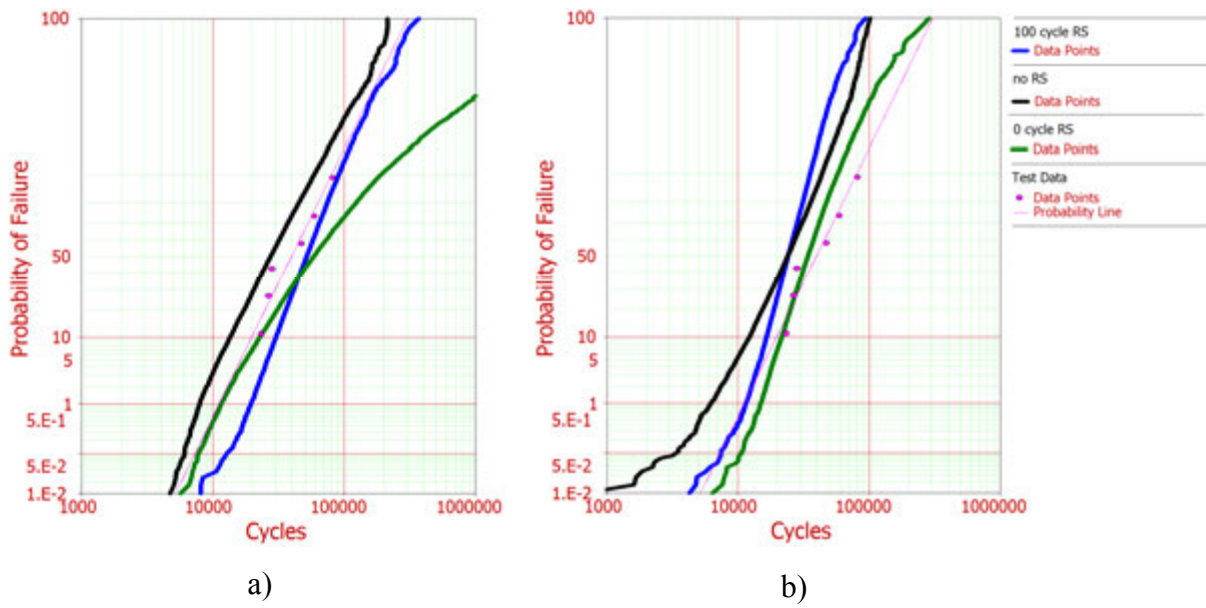 Probability of Failure
100
50
10
5
1
5.E-1
5.E-2
1.E-2
1000
10000
100000
1000000
Cycles
a)
Probability of Failure
100
50
10
5
1
5.E-1
5.E-2
1.E-2
1000
10000
100000
1000000
Cycles
b)
100 cycle RS
Data Points
no RS
Data Points
0 cycle RS
Data Points
Test Data
Data Points
Probability Line